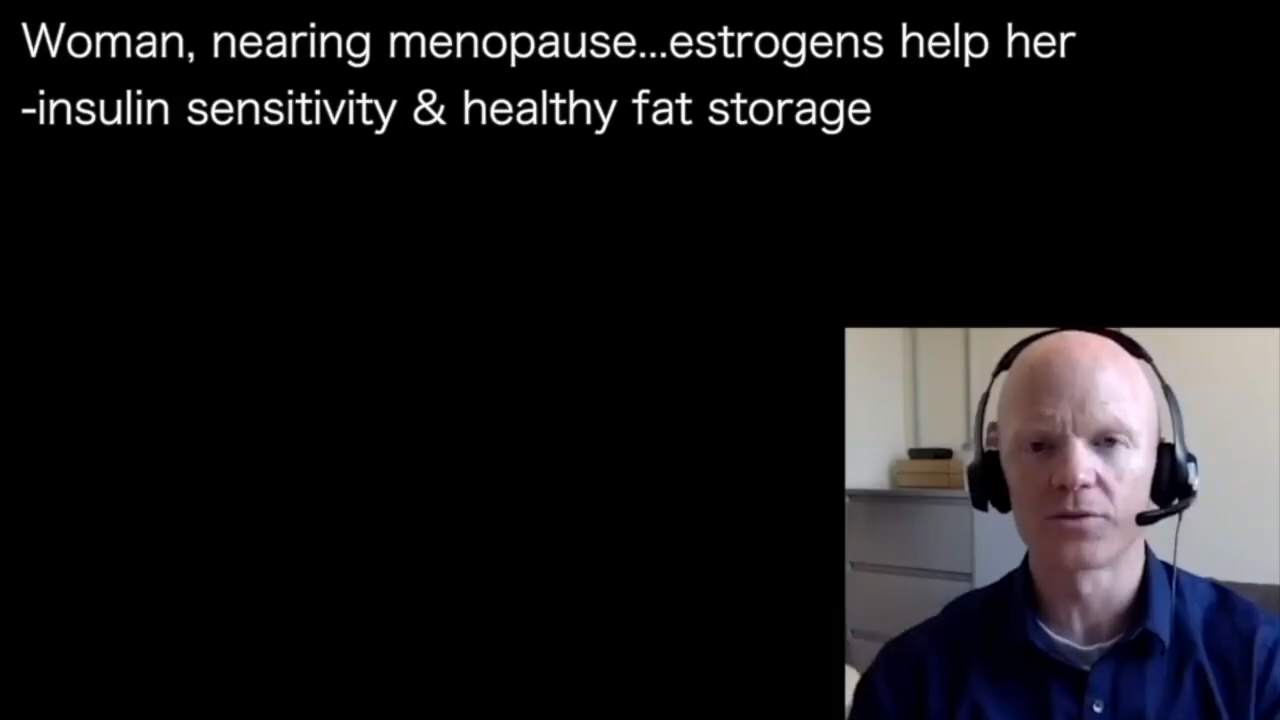 Woman, nearing menopause...estrogens help her
-insulin sensitivity & healthy fat storage